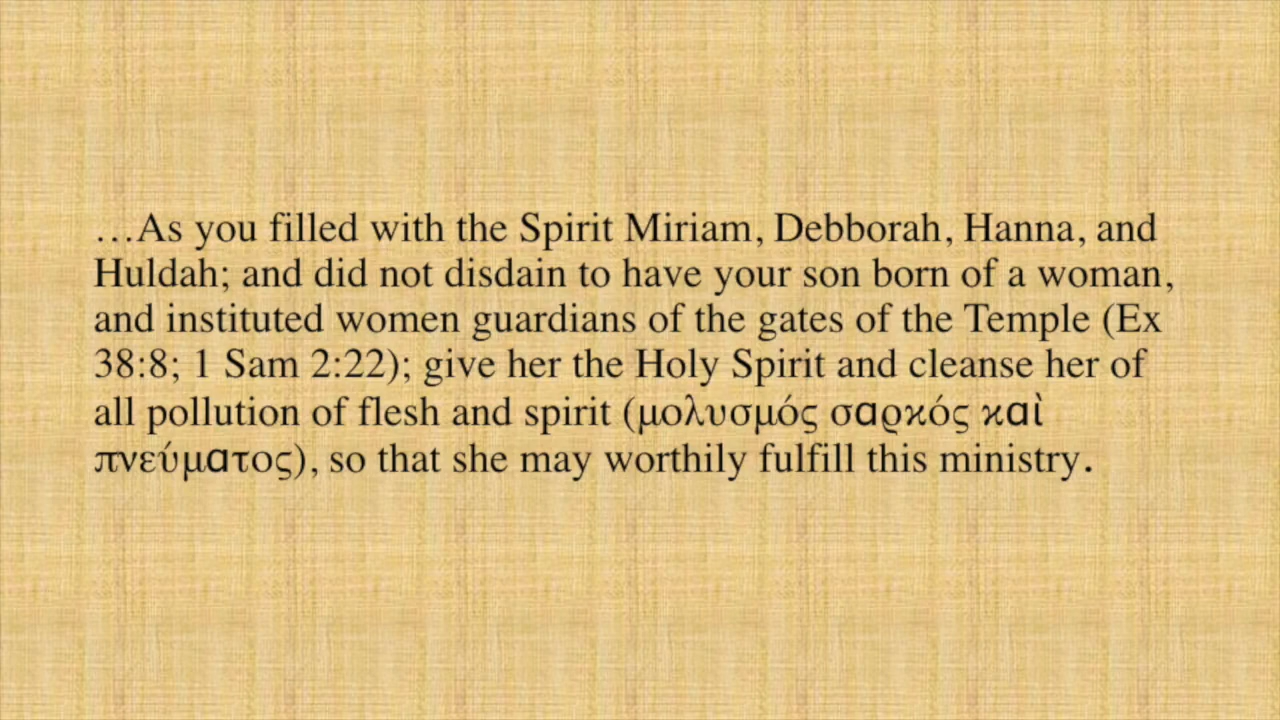 …As you filled with the Spirit Miriam, Debborah, Hanna, and
Huldah; and did not disdain to have your son born of a woman,
and instituted women guardians of the gates of the Temple (Ex
38:8; 1 Sam 2:22); give her the Holy Spirit and cleanse her of
all pollution of flesh and spirit (μολυσμός σαρκός καὶ
πνεύματος), so that she may worthily fulfill this ministry.